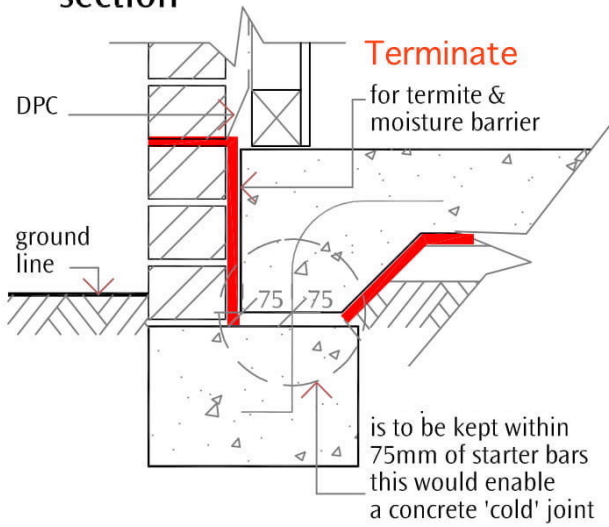 section
Terminate
DPC
for termite &
moisture barrier
ground
line
75 75
is to be kept within
75mm of starter bars
this would enable
a concrete 'cold' joint